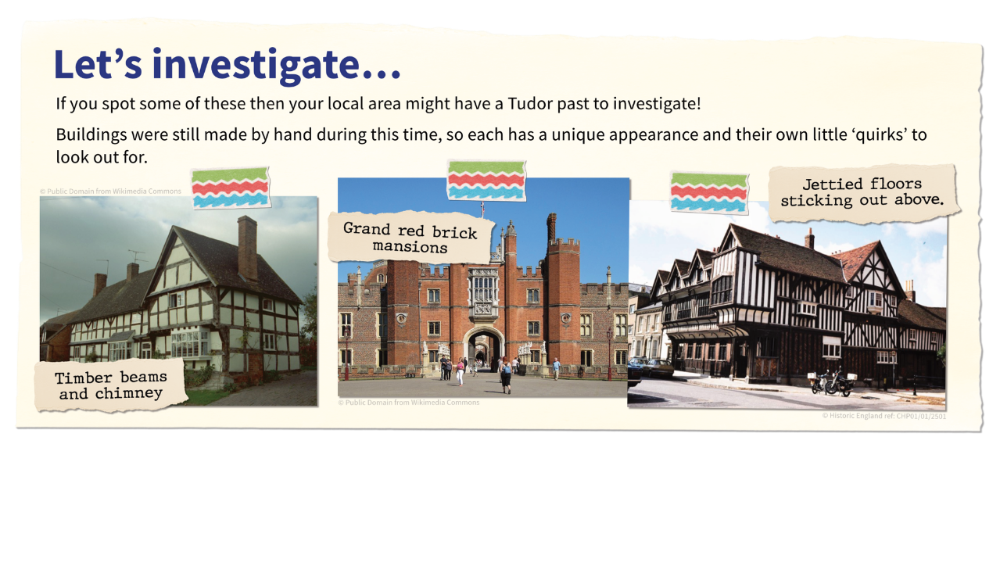 Let’s investigate…
If you spot some of these then your local area might have a Tudor past to investigate!
Buildings were still made by hand during this time, so each has a unique appearance and their own little ‘quirks’ to
look out for.
© Public Domain from Wikimedia Commons
Timber beams
and chimney
Grand red brick
mansions
© Public Domain from Wikimedia Commons
Jettied floors
sticking out above.
© Historic England ref: CHP01/01/2501